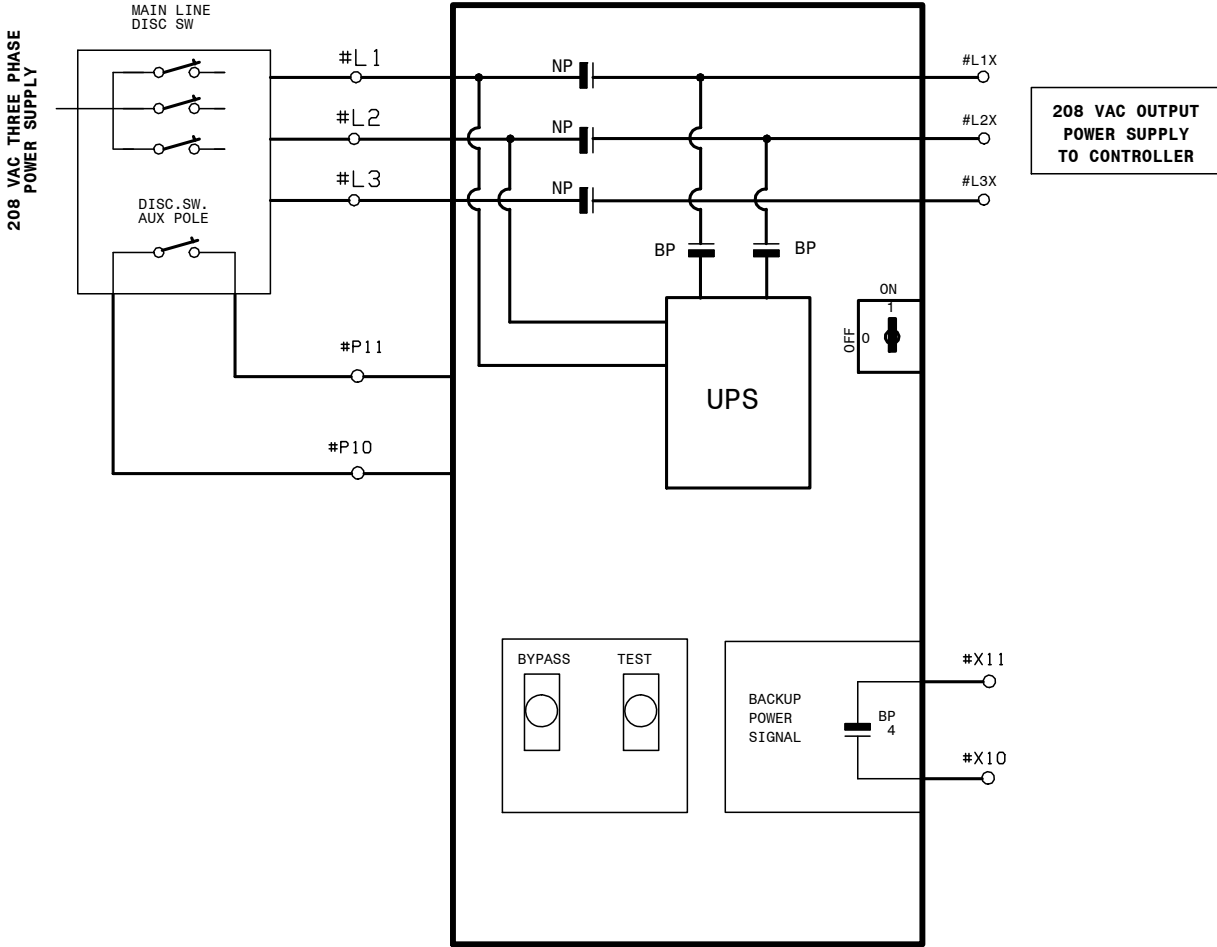 MAIN LINE
DISC SW
208 VAC THREE PHASE
POWER SUPPLY
#L1
#L2
#L3
DISC.SW.
AUX POLE
#P11
#P10
NP
NP
NP
BP
BP
UPS
#L1X
#L2X
#L3X
208 VAC OUTPUT
POWER SUPPLY
TO CONTROLLER
ON
1
OFF
0
BYPASS
TEST
BACKUP
POWER
SIGNAL
BP
4
#X11
#X10